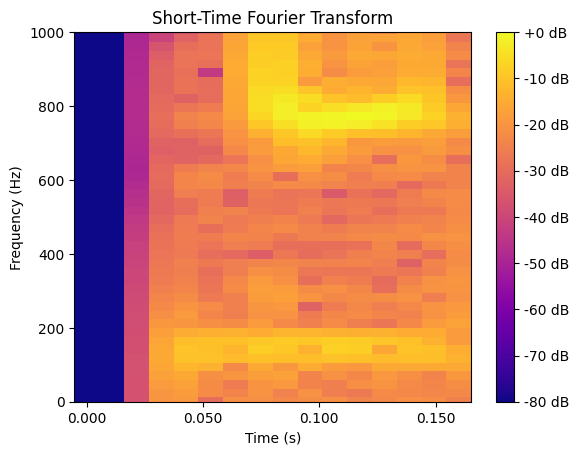 Short-Time Fourier Transform
1000
800
600
400
200
0
Frequency (Hz)
0.000
0.050
0.100
0.150
Time (s)
+0 dB
-10 dB
-20 dB
-30 dB
-40 dB
-50 dB
-60 dB
-70 dB
-80 dB